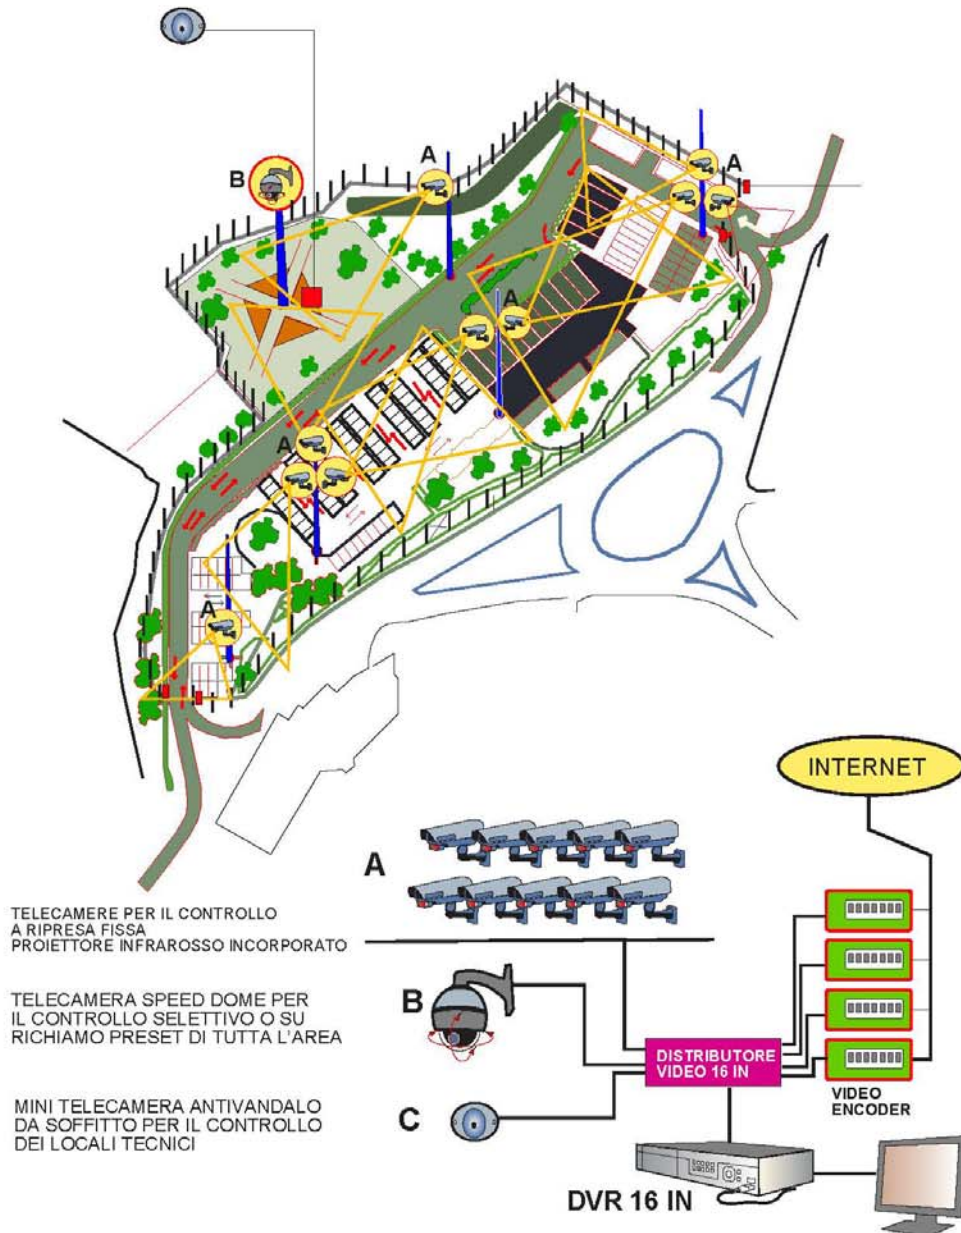 B
A
A
A
A
A
INTERNET
A
TELECAMERE PER IL CONTROLLO
A RIPRESA FISSA
PROIETTORE INFRAROSSO INCORPORATO
B
TELECAMERA SPEED DOME PER
IL CONTROLLO SELETTIVO O SU
RICHIAMO PRESET DI TUTTA L'AREA
DISTRIBUTORE
VIDEO 16 IN
VIDEO
ENCODER
C
MINI TELECAMERA ANTIVANDALO
DA SOFFITTO PER IL CONTROLLO
DEI LOCALI TECNICI
DVR 16 IN